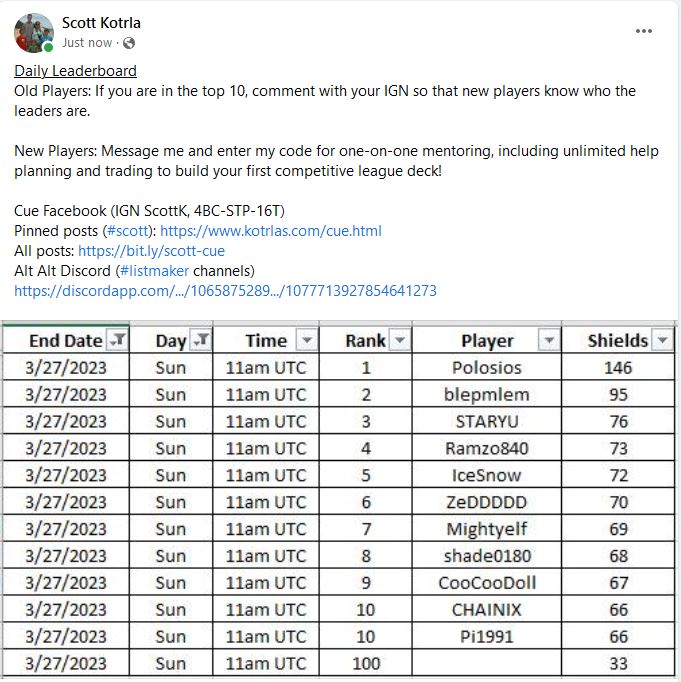 Scott Kotrla
Just now ·
Daily Leaderboard
Old Players: If you are in the top 10, comment with your IGN so that new players know who the
leaders are.
New Players: Message me and enter my code for one-on-one mentoring, including unlimited help
planning and trading to build your first competitive league deck!
Cue Facebook (IGN ScottK, 4BC-STP-16T)
Pinned posts (#scott): https://www.kotrlas.com/cue.html
All posts: https://bit.ly/scott-cue
Alt Alt Discord (#listmaker channels)
https://discordapp.com/.../1065875289.../1077713927854641273
End Date Day Time Rank Player Shields
3/27/2023 Sun 11am UTC 1 Polosios 146
3/27/2023 Sun 11am UTC 2 blepmlem 95
3/27/2023 Sun 11am UTC 3 STARYU 76
3/27/2023 Sun 11am UTC 4 Ramzo840 73
3/27/2023 Sun 11am UTC 5 IceSnow 72
3/27/2023 Sun 11am UTC 6 ZeDDDDD 70
3/27/2023 Sun 11am UTC 7 Mightyelf 69
3/27/2023 Sun 11am UTC 8 shade0180 68
3/27/2023 Sun 11am UTC 9 CooCooDoll 67
3/27/2023 Sun 11am UTC 10 CHAINIX 66
3/27/2023 Sun 11am UTC 10 Pi1991 66
3/27/2023 Sun 11am UTC 100 33